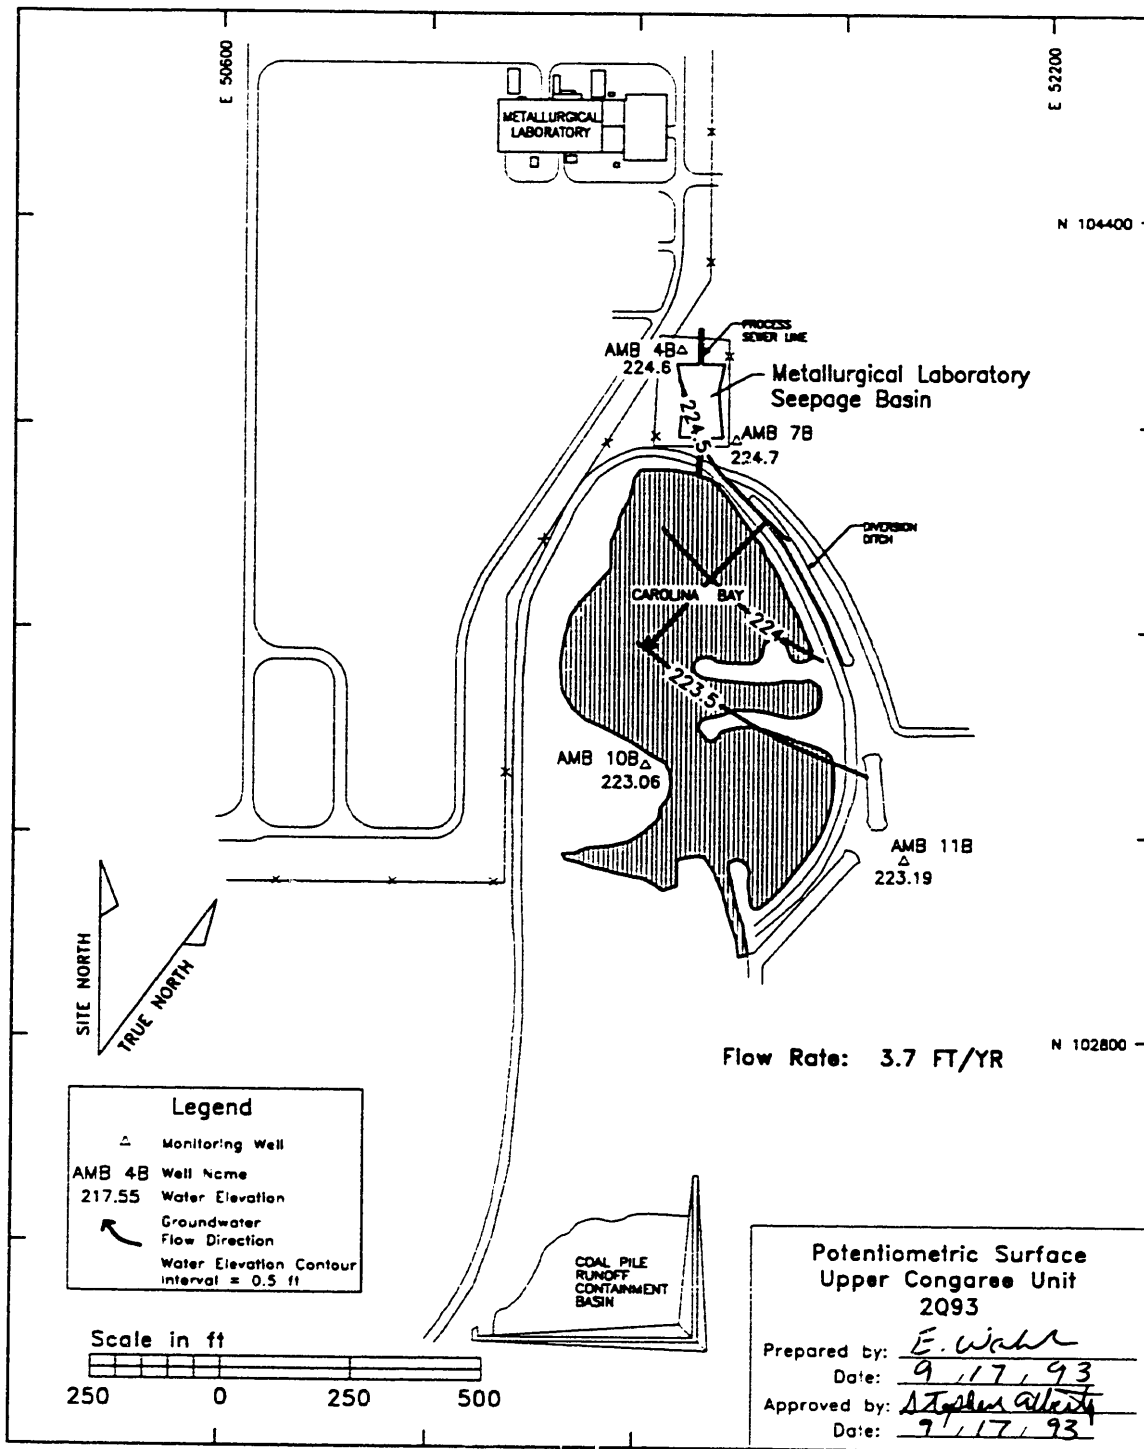 E 50600
E 52200
METALLURGICAL
LABORATORY
N 104400
PROCESS
SEWER LINE
AMB 4B
224.6
Metallurgical Laboratory
Seepage Basin
224.5
AMB 7B
224.7
DIVERSION
DITCH
CAROLINA BAY
224
223.5
AMB 10B
223.06
AMB 11B
223.19
SITE NORTH
TRUE NORTH
Flow Rate: 3.7 FT/YR
N 102800
Legend
Monitoring Well
AMB 4B Well Name
217.55 Water Elevation
Groundwater
Flow Direction
Water Elevation Contour
Interval = 0.5 ft
COAL PILE
RUNOFF
CONTAINMENT
BASIN
Scale in ft
250 0 250 500
Potentiometric Surface
Upper Congaree Unit
2Q93
Prepared by: E.
Date: 9 / 17 / 93
Approved by: Stephen
Date: 9 / 17 / 93